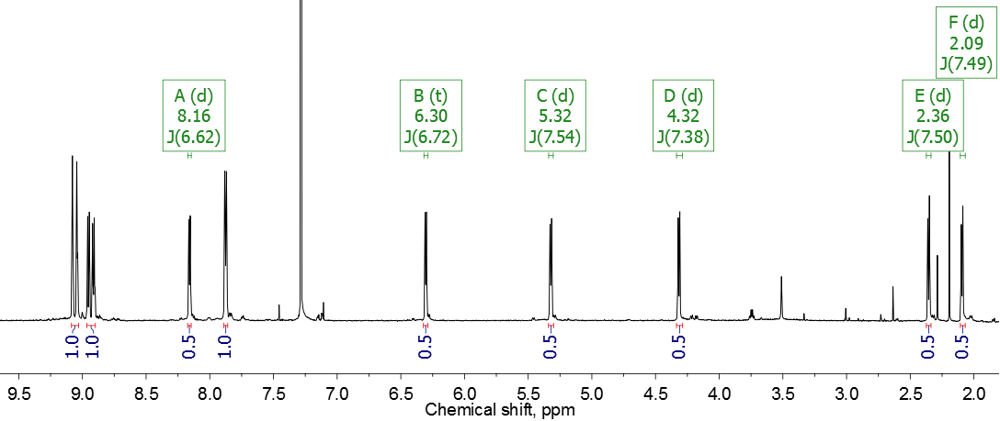 F (d)
2.09
J(7.49)
A (d)
8.16
J(6.62)
B (t)
6.30
J(6.72)
C (d)
5.32
J(7.54)
D (d)
4.32
J(7.38)
E (d)
2.36
J(7.50)
1.0
1.0
0.5
1.0
0.5
0.5
0.5
0.5
0.5
9.5 9.0 8.5 8.0 7.5 7.0 6.5 6.0 5.5 5.0 4.5 4.0 3.5 3.0 2.5 2.0
Chemical shift, ppm